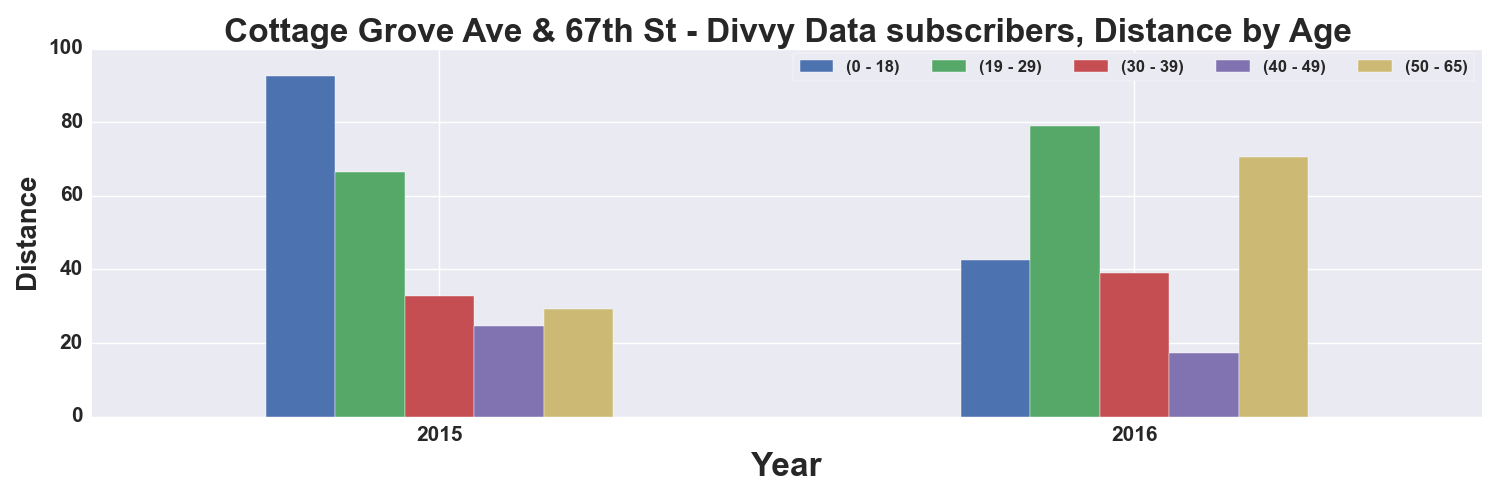 Cottage Grove Ave & 67th St - Divvy Data subscribers, Distance by Age
(0 - 18) (19 - 29) (30 - 39) (40 - 49) (50 - 65)
100
80
60
40
20
0
Distance
2015 2016
Year